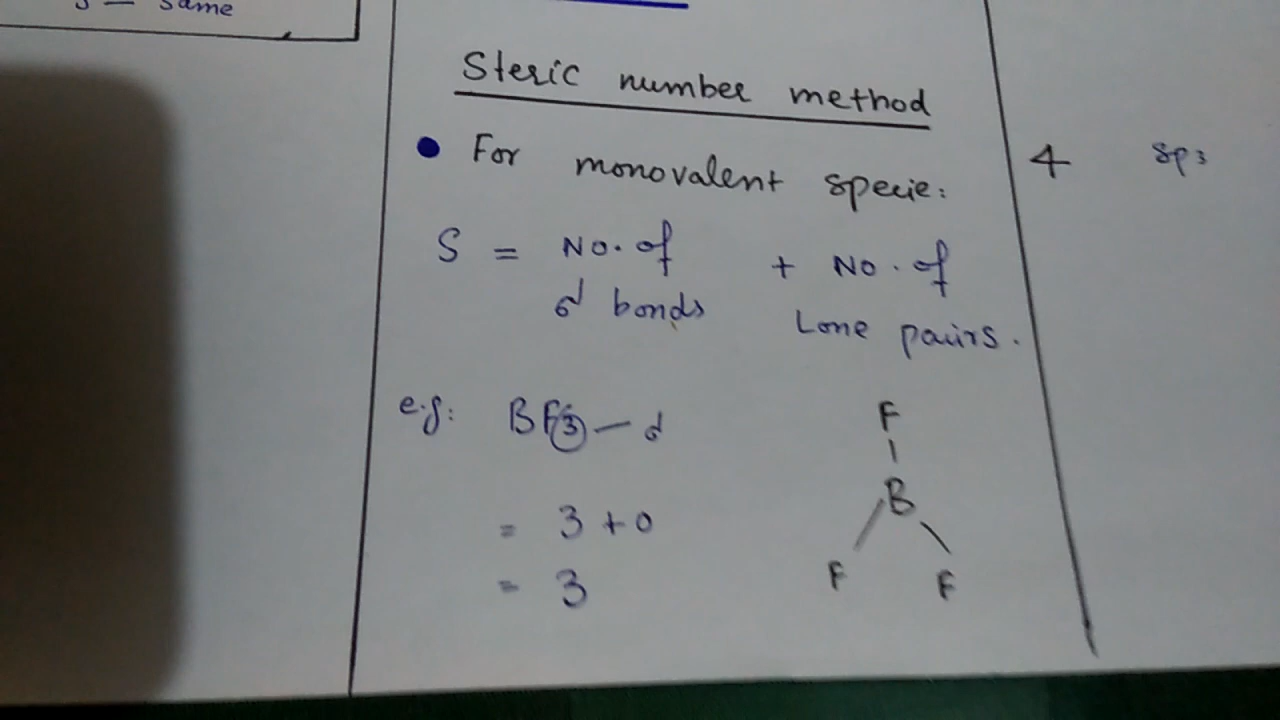 S — Same
Steric number method
• For monovalent specie:
S = No. of + No. of
σ bonds Lone pairs.
e.g: BF3 — σ
= 3 + 0
= 3
F
B
F F
4 sp3